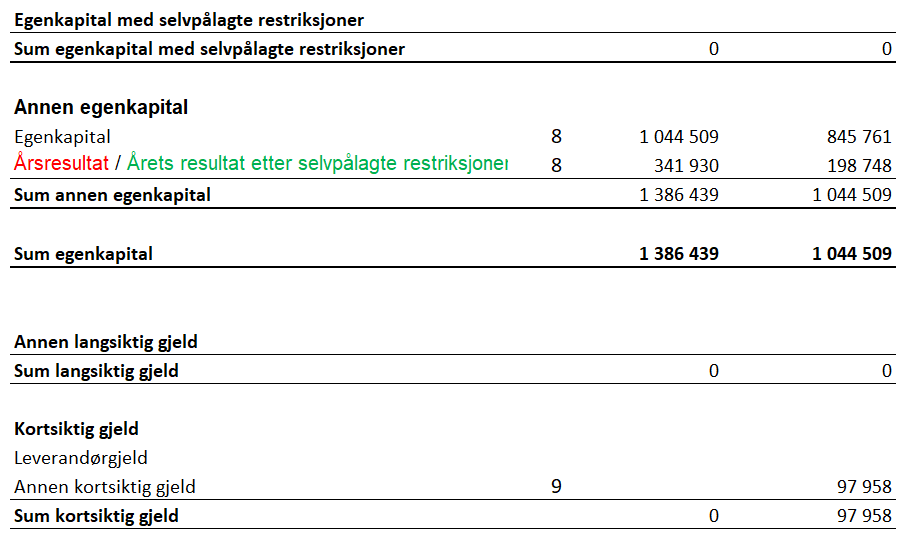 Egenkapital med selvpålagte restriksjoner
Sum egenkapital med selvpålagte restriksjoner 0 0
Annen egenkapital
Egenkapital 8 1 044 509 845 761
Årsresultat / Årets resultat etter selvpålagte restriksjoner 8 341 930 198 748
Sum annen egenkapital 1 386 439 1 044 509
Sum egenkapital 1 386 439 1 044 509
Annen langsiktig gjeld
Sum langsiktig gjeld 0 0
Kortsiktig gjeld
Leverandørgjeld
Annen kortsiktig gjeld 9 97 958
Sum kortsiktig gjeld 0 97 958